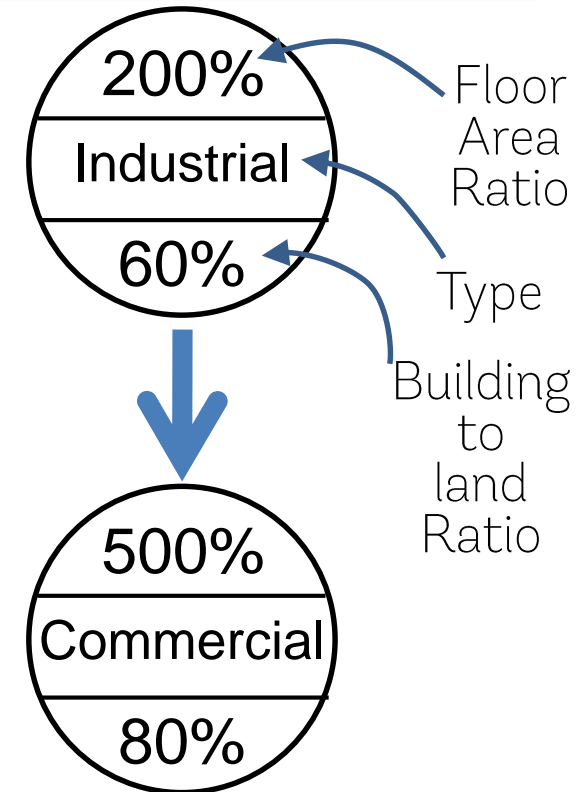 200%
Floor
Area
Ratio
Industrial
60%
Type
Building
to
land
Ratio
500%
Commercial
80%